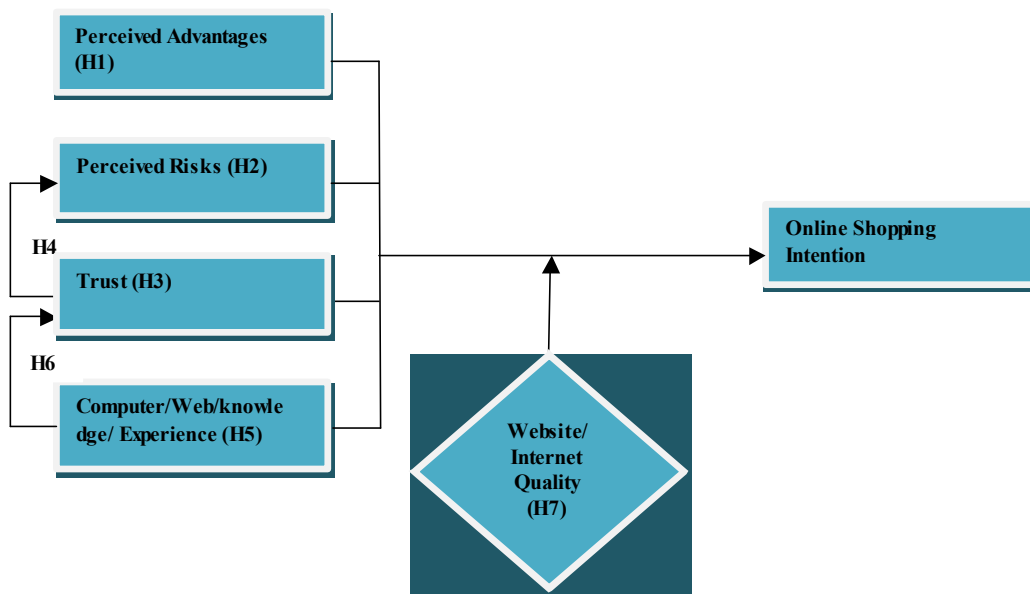 Perceived Advantages
(H1)
Perceived Risks (H2)
H4
Trust (H3)
H6
Computer/Web/knowle
dge/ Experience (H5)
Online Shopping
Intention
Website/
Internet
Quality
(H7)